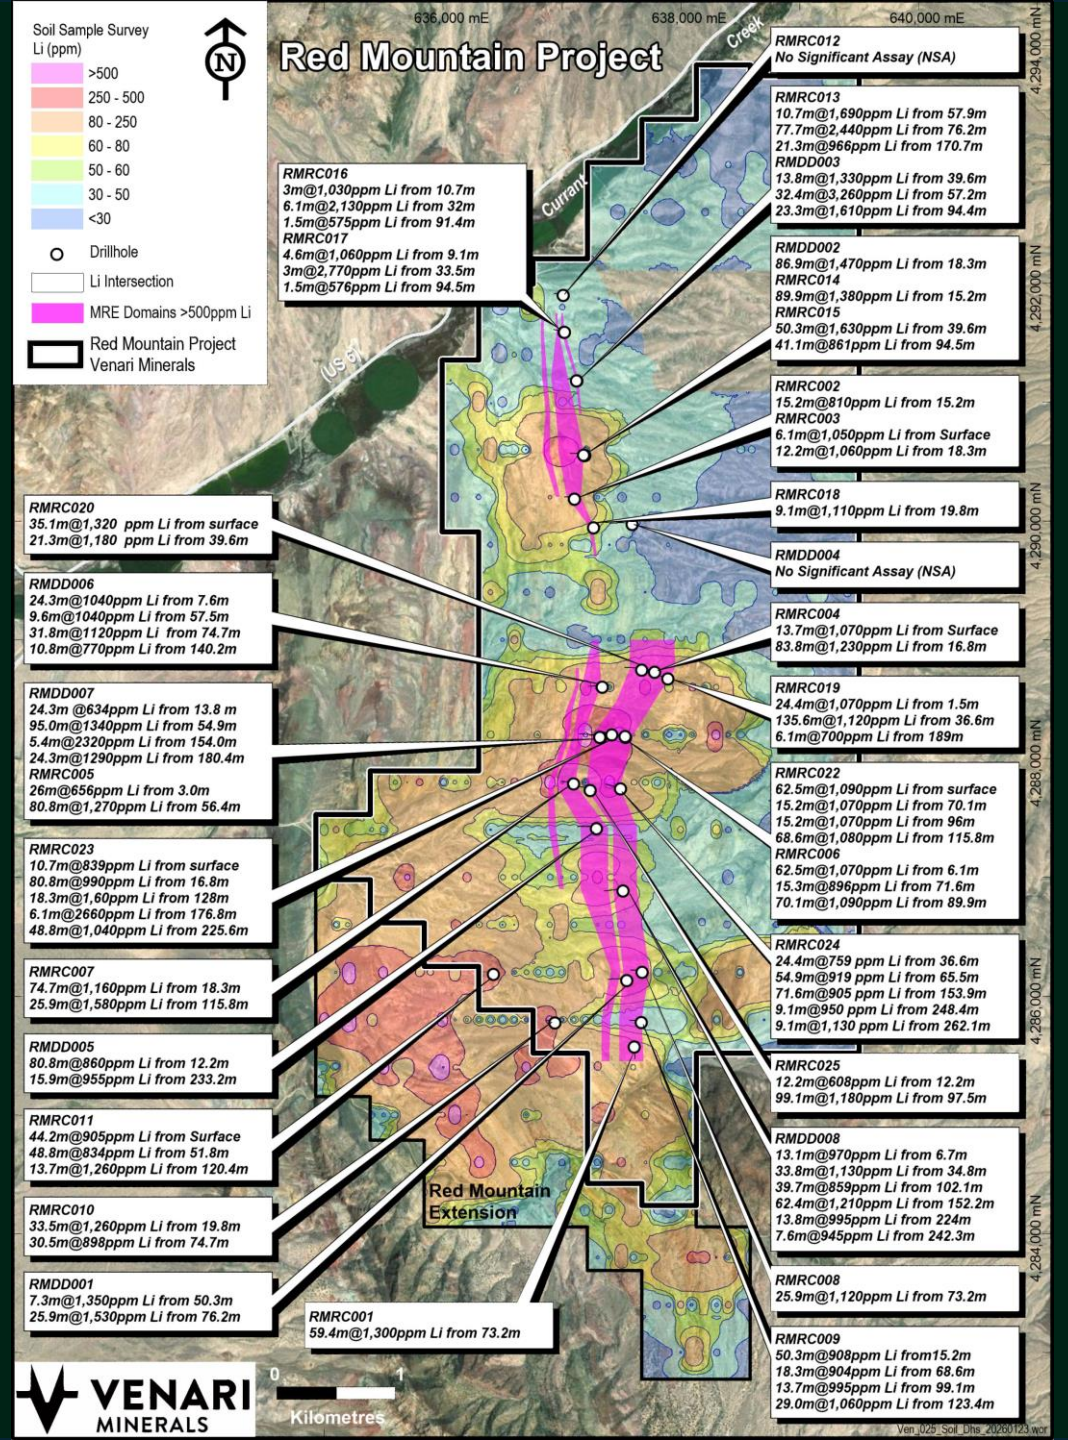 636,000 mE
638,000 mE
640,000 mE
4,294,000 mN
4,292,000 mN
4,290,000 mN
4,288,000 mN
4,286,000 mN
4,284,000 mN
Soil Sample Survey
Li (ppm)
>500
250 - 500
80 - 250
60 - 80
50 - 60
30 - 50
<30
Drillhole
Li Intersection
MRE Domains >500ppm Li
Red Mountain Project
Venari Minerals
N
Red Mountain Project
Creek
Currant
(US 6)
RMRC016
3m@1,030ppm Li from 10.7m
6.1m@2,130ppm Li from 32m
1.5m@575ppm Li from 91.4m
RMRC017
4.6m@1,060ppm Li from 9.1m
3m@2,770ppm Li from 33.5m
1.5m@576ppm Li from 94.5m
RMRC020
35.1m@1,320 ppm Li from surface
21.3m@1,180 ppm Li from 39.6m
RMDD006
24.3m@1040ppm Li from 7.6m
9.6m@1040ppm Li from 57.5m
31.8m@1120ppm Li from 74.7m
10.8m@770ppm Li from 140.2m
RMDD007
24.3m @634ppm Li from 13.8 m
95.0m@1340ppm Li from 54.9m
5.4m@2320ppm Li from 154.0m
24.3m@1290ppm Li from 180.4m
RMRC005
26m@656ppm Li from 3.0m
80.8m@1,270ppm Li from 56.4m
RMRC023
10.7m@839ppm Li from surface
80.8m@990ppm Li from 16.8m
18.3m@1,60ppm Li from 128m
6.1m@2660ppm Li from 176.8m
48.8m@1,040ppm Li from 225.6m
RMRC007
74.7m@1,160ppm Li from 18.3m
25.9m@1,580ppm Li from 115.8m
RMDD005
80.8m@860ppm Li from 12.2m
15.9m@955ppm Li from 233.2m
RMRC011
44.2m@905ppm Li from Surface
48.8m@834ppm Li from 51.8m
13.7m@1,260ppm Li from 120.4m
RMRC010
33.5m@1,260ppm Li from 19.8m
30.5m@898ppm Li from 74.7m
RMDD001
7.3m@1,350ppm Li from 50.3m
25.9m@1,530ppm Li from 76.2m
RMRC001
59.4m@1,300ppm Li from 73.2m
Red Mountain
Extension
RMRC012
No Significant Assay (NSA)
RMRC013
10.7m@1,690ppm Li from 57.9m
77.7m@2,440ppm Li from 76.2m
21.3m@966ppm Li from 170.7m
RMDD003
13.8m@1,330ppm Li from 39.6m
32.4m@3,260ppm Li from 57.2m
23.3m@1,610ppm Li from 94.4m
RMDD002
86.9m@1,470ppm Li from 18.3m
RMRC014
89.9m@1,380ppm Li from 15.2m
RMRC015
50.3m@1,630ppm Li from 39.6m
41.1m@861ppm Li from 94.5m
RMRC002
15.2m@810ppm Li from 15.2m
RMRC003
6.1m@1,050ppm Li from Surface
12.2m@1,060ppm Li from 18.3m
RMRC018
9.1m@1,110ppm Li from 19.8m
RMDD004
No Significant Assay (NSA)
RMRC004
13.7m@1,070ppm Li from Surface
83.8m@1,230ppm Li from 16.8m
RMRC019
24.4m@1,070ppm Li from 1.5m
135.6m@1,120ppm Li from 36.6m
6.1m@700ppm Li from 189m
RMRC022
62.5m@1,090ppm Li from surface
15.2m@1,070ppm Li from 70.1m
15.2m@1,070ppm Li from 96m
68.6m@1,080ppm Li from 115.8m
RMRC006
62.5m@1,070ppm Li from 6.1m
15.3m@896ppm Li from 71.6m
70.1m@1,090ppm Li from 89.9m
RMRC024
24.4m@759 ppm Li from 36.6m
54.9m@919 ppm Li from 65.5m
71.6m@905 ppm Li from 153.9m
9.1m@950 ppm Li from 248.4m
9.1m@1,130 ppm Li from 262.1m
RMRC025
12.2m@608ppm Li from 12.2m
99.1m@1,180ppm Li from 97.5m
RMDD008
13.1m@970ppm Li from 6.7m
33.8m@1,130ppm Li from 34.8m
39.7m@859ppm Li from 102.1m
62.4m@1,210ppm Li from 152.2m
13.8m@995ppm Li from 224m
7.6m@945ppm Li from 242.3m
RMRC008
25.9m@1,120ppm Li from 73.2m
RMRC009
50.3m@908ppm Li from15.2m
18.3m@904ppm Li from 68.6m
13.7m@995ppm Li from 99.1m
29.0m@1,060ppm Li from 123.4m
VENARI
MINERALS
0 1
Kilometres
Ven_025_Soil_Dhs_20260123.wor